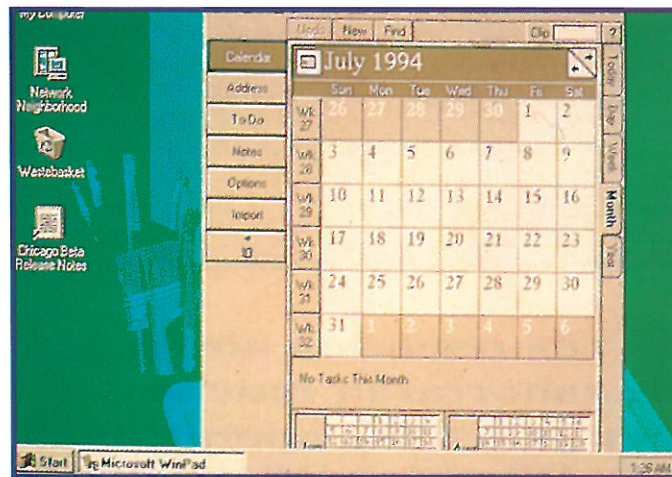 My Computer
Network
Neighborhood
Wastebasket
Chicago Beta
Release Notes
Undo New Find Clip ?
Calendar
Address
To Do
Notes
Options
Import
July 1994
Sun Mon Tue Wed Thu Fri Sat
Wk 27 26 27 28 29 30 1 2
Wk 28 3 4 5 6 7 8 9
Wk 29 10 11 12 13 14 15 16
Wk 30 17 18 19 20 21 22 23
Wk 31 24 25 26 27 28 29 30
Wk 32 31 1 2 3 4 5 6
Today
Day
Week
Month
Year
No Tasks This Month
Start Microsoft WinPad 1:36 AM